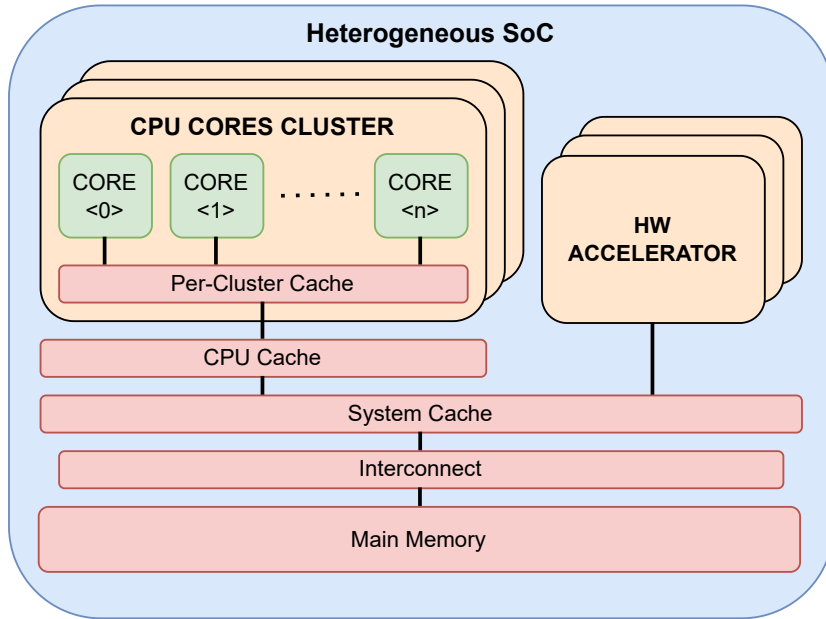 Heterogeneous SoC
CPU CORES CLUSTER
CORE
<0>
CORE
<1>
. . . . . .
CORE
<n>
Per-Cluster Cache
HW
ACCELERATOR
CPU Cache
System Cache
Interconnect
Main Memory